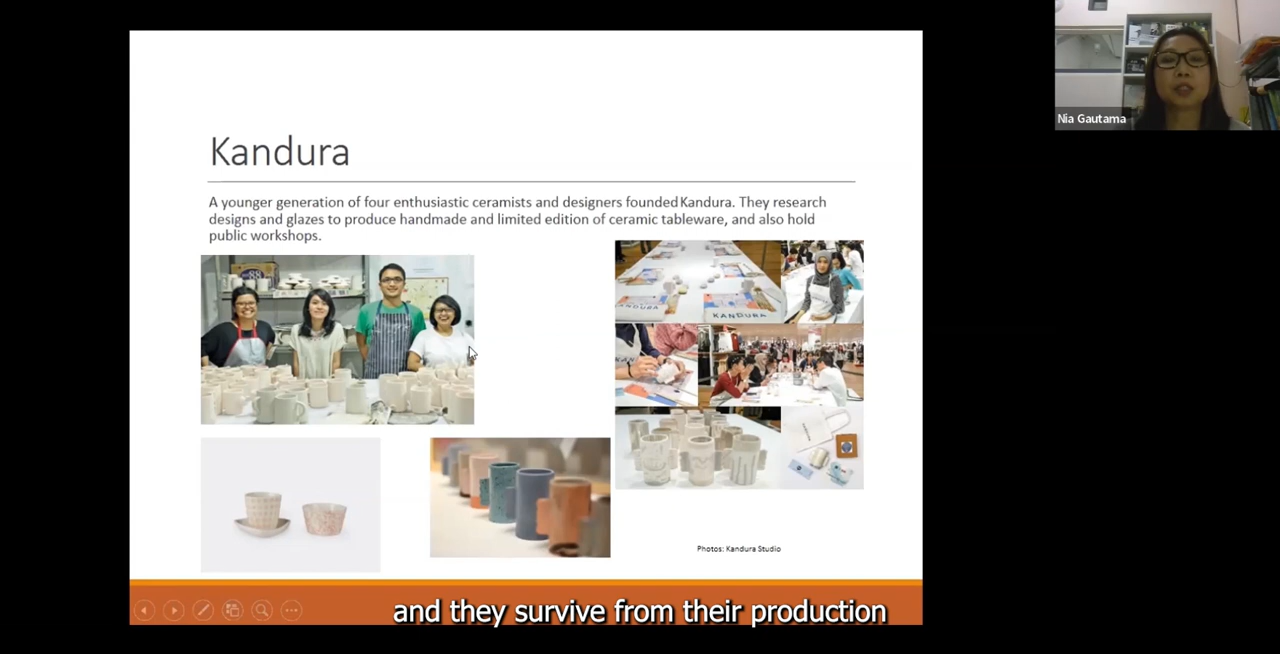 Kandura
A younger generation of four enthusiastic ceramists and designers founded Kandura. They research
designs and glazes to produce handmade and limited edition of ceramic tableware, and also hold
public workshops.
KANDURA
KANDURA
Photos: Kandura Studio
and they survive from their production
Nia Gautama